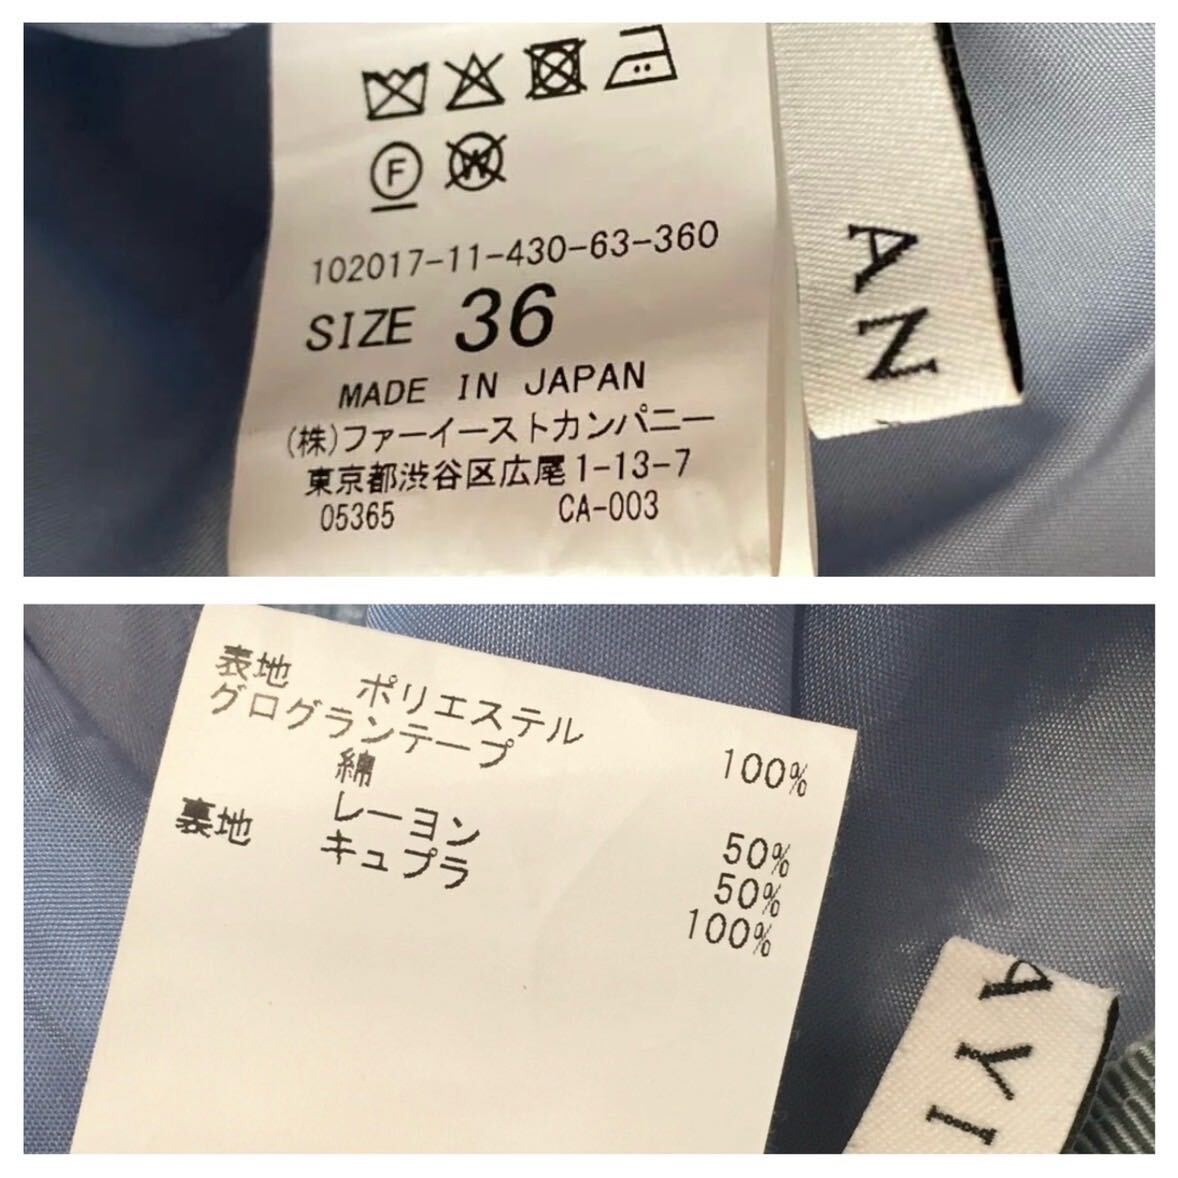 F
W
102017-11-430-63-360
SIZE 36
MADE IN JAPAN
(株)ファーイーストカンパニー
東京都渋谷区広尾1-13-7
05365 CA-003
AN
表地 ポリエステル 100%
グログランテープ
綿 50%
レーヨン 50%
裏地 キュプラ 100%
AYI